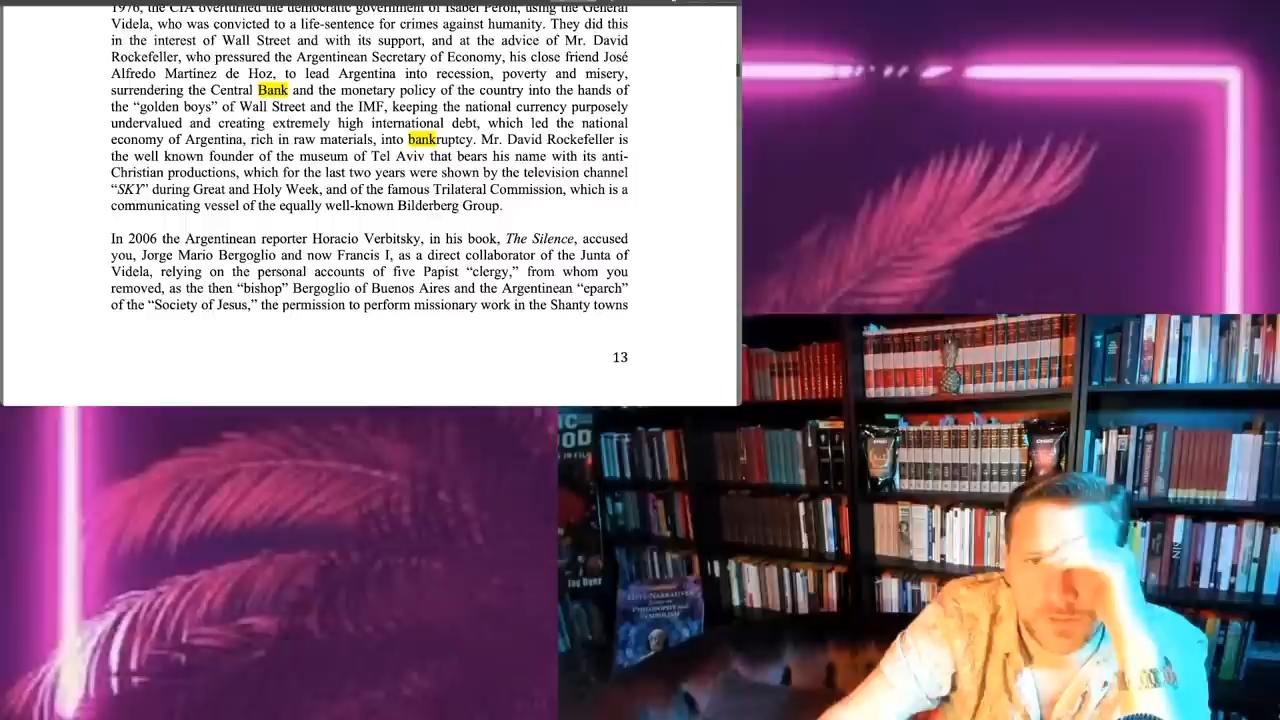 1976, the CIA overturned the democratic government of Isabel Perón, using the General
Videla, who was convicted to a life-sentence for crimes against humanity. They did this
in the interest of Wall Street and with its support, and at the advice of Mr. David
Rockefeller, who pressured the Argentinean Secretary of Economy, his close friend José
Alfredo Martínez de Hoz, to lead Argentina into recession, poverty and misery,
surrendering the Central Bank and the monetary policy of the country into the hands of
the “golden boys” of Wall Street and the IMF, keeping the national currency purposely
undervalued and creating extremely high international debt, which led the national
economy of Argentina, rich in raw materials, into bankruptcy. Mr. David Rockefeller is
the well known founder of the museum of Tel Aviv that bears his name with its anti-
Christian productions, which for the last two years were shown by the television channel
“SKY” during Great and Holy Week, and of the famous Trilateral Commission, which is a
communicating vessel of the equally well-known Bilderberg Group.
In 2006 the Argentinean reporter Horacio Verbitsky, in his book, The Silence, accused
you, Jorge Mario Bergoglio and now Francis I, as a direct collaborator of the Junta of
Videla, relying on the personal accounts of five Papist “clergy,” from whom you
removed, as the then “bishop” Bergoglio of Buenos Aires and the Argentinean “eparch”
of the “Society of Jesus,” the permission to perform missionary work in the Shanty towns
13
IN FILM
PHILOSOPHY AND
SYMBOLISM